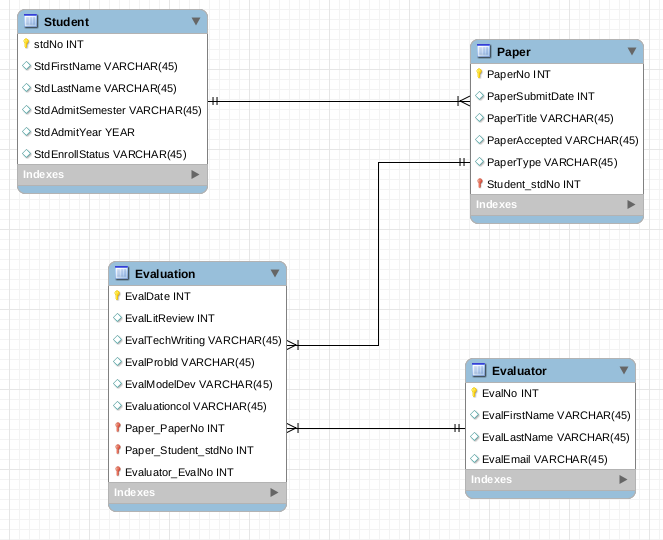 Student
stdNo INT
StdFirstName VARCHAR(45)
StdLastName VARCHAR(45)
StdAdmitSemester VARCHAR(45)
StdAdmitYear YEAR
StdEnrollStatus VARCHAR(45)
Indexes
Paper
PaperNo INT
PaperSubmitDate INT
PaperTitle VARCHAR(45)
PaperAccepted VARCHAR(45)
PaperType VARCHAR(45)
Student_stdNo INT
Indexes
Evaluation
EvalDate INT
EvalLitReview INT
EvalTechWriting VARCHAR(45)
EvalProbId VARCHAR(45)
EvalModelDev VARCHAR(45)
Evaluationcol VARCHAR(45)
Paper_PaperNo INT
Paper_Student_stdNo INT
Evaluator_EvalNo INT
Indexes
Evaluator
EvalNo INT
EvalFirstName VARCHAR(45)
EvalLastName VARCHAR(45)
EvalEmail VARCHAR(45)
Indexes